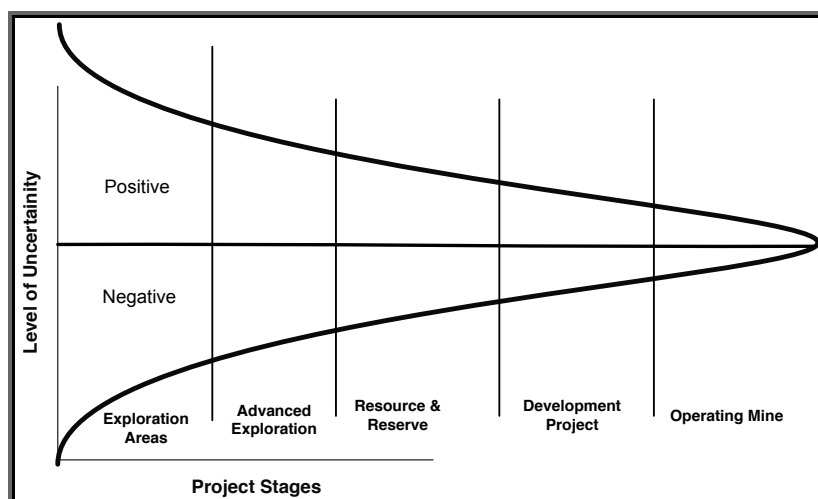 Level of Uncertainity
Positive
Negative
Exploration
Areas
Advanced
Exploration
Resource &
Reserve
Development
Project
Operating Mine
Project Stages